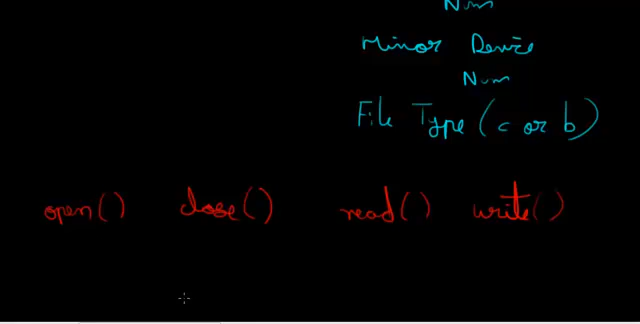 Num
Minor Device
Num
File Type (c or b)
open() close() read() write()